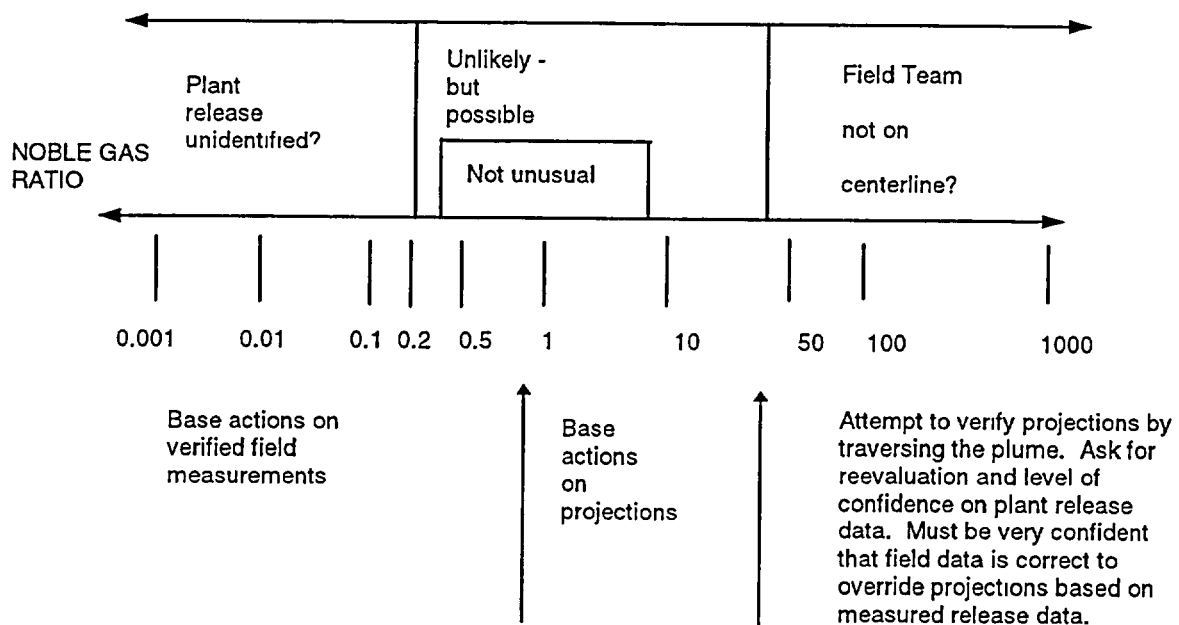 Plant
release
unidentified?
Unlikely -
but
possible
Not unusual
Field Team
not on
centerline?
NOBLE GAS
RATIO
0.001
0.01
0.1
0.2
0.5
1
10
50
100
1000
Base actions on
verified field
measurements
Base
actions
on
projections
Attempt to verify projections by
traversing the plume. Ask for
reevaluation and level of
confidence on plant release
data. Must be very confident
that field data is correct to
override projections based on
measured release data.